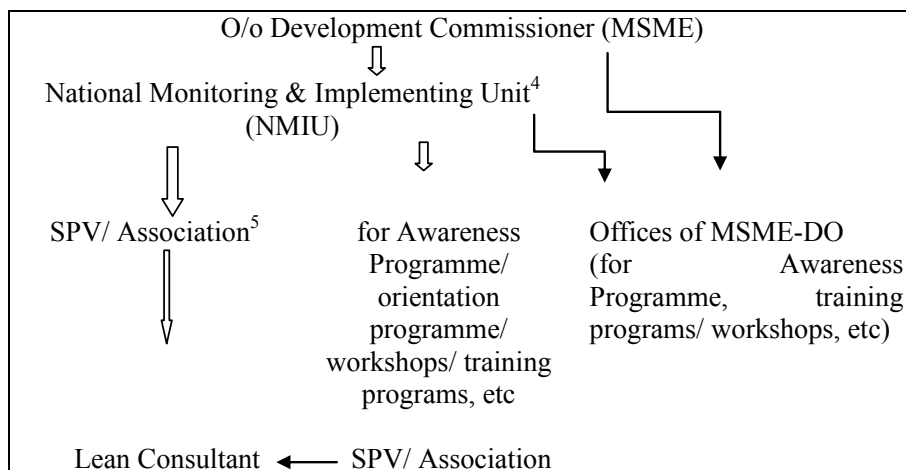 O/o Development Commissioner (MSME)
National Monitoring & Implementing Unit4
(NMIU)
SPV/ Association5
for Awareness
Programme/
orientation
programme/
workshops/ training
programs, etc
Offices of MSME-DO
(for Awareness
Programme, training
programs/ workshops, etc)
Lean Consultant
SPV/ Association